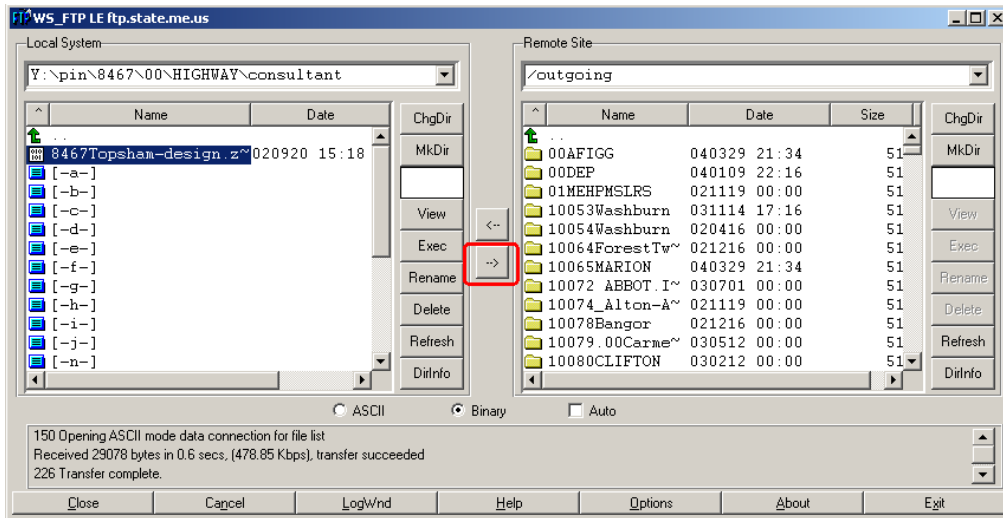 WS_FTP LE ftp.state.me.us
Local System
Remote Site
Y:\pin\8467\00\HIGHWAY\consultant
/outgoing
^ Name Date
^ Name Date Size
ChgDir
ChgDir
..
..
8467Topsham-design.z~ 020920 15:18
00AFIGG 040329 21:34 51
MkDir
MkDir
[-a-]
00DEP 040109 22:16 51
[-b-]
01MEHPMSLRS 021119 00:00 51
[-c-]
10053Washburn 031114 17:16 51
View
<--
View
[-d-]
10054Washburn 020416 00:00 51
[-e-]
10064ForestTw~ 021216 00:00 51
Exec
-->
Exec
[-f-]
10065MARION 040329 21:34 51
Rename
Rename
[-g-]
10072 ABBOT.I~ 030701 00:00 51
[-h-]
10074_Alton-A~ 021119 00:00 51
Delete
Delete
[-i-]
10078Bangor 021216 00:00 51
[-j-]
10079.00Carme~ 030512 00:00 51
Refresh
Refresh
[-n-]
10080CLIFTON 030212 00:00 51
DirInfo
DirInfo
ASCII Binary Auto
150 Opening ASCII mode data connection for file list
Received 29078 bytes in 0.6 secs, (478.85 Kbps), transfer succeeded
226 Transfer complete.
Close Cancel LogWnd Help Options About Exit